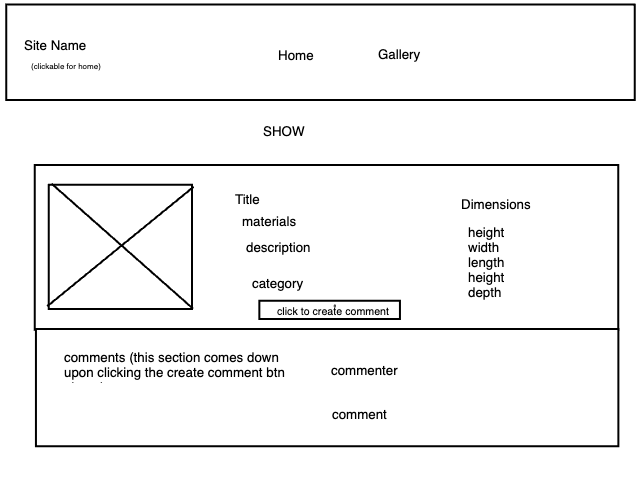 Site Name
(clickable for home)
Home
Gallery
SHOW
Title
materials
description
category
click to create comment
Dimensions
height
width
length
height
depth
comments (this section comes down
upon clicking the create comment btn
commenter
comment